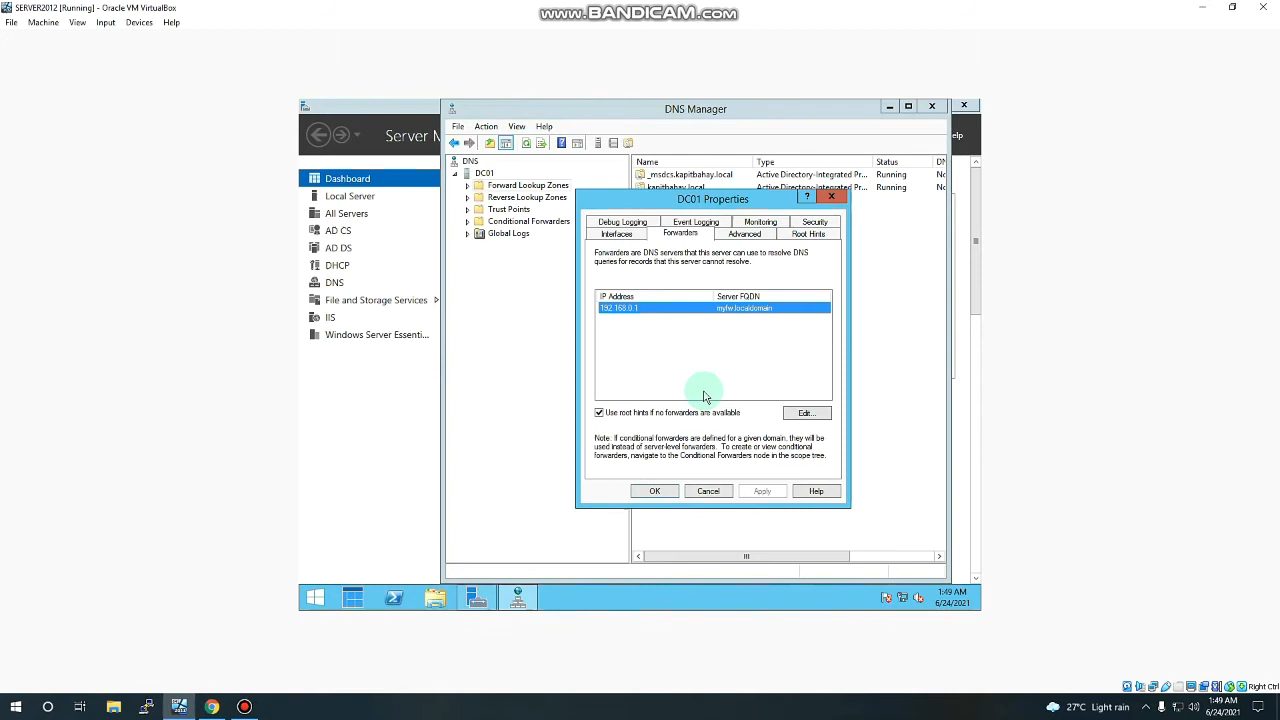 SERVER2012 [Running] - Oracle VM VirtualBox
www.BANDICAM.com
File Machine View Input Devices Help
DNS Manager
Server M
elp
File Action View Help
Dashboard
Local Server
All Servers
AD CS
AD DS
DHCP
DNS
File and Storage Services
IIS
Windows Server Essenti...
DNS
DC01
Forward Lookup Zones
Reverse Lookup Zones
Trust Points
Conditional Forwarders
Global Logs
Name Type Status DN
_msdcs.kapitbahay.local Active Directory-Integrated Pr... Running No
kapitbahay.local Active Directory-Integrated Pr... Running No
DC01 Properties
Debug Logging Event Logging Monitoring Security
Interfaces Forwarders Advanced Root Hints
Forwarders are DNS servers that this server can use to resolve DNS
queries for records that this server cannot resolve.
IP Address Server FQDN
192.168.0.1 myfw.localdomain
Use root hints if no forwarders are available Edit...
Note: If conditional forwarders are defined for a given domain, they will be
used instead of server-level forwarders. To create or view conditional
forwarders, navigate to the Conditional Forwarders node in the scope tree.
OK Cancel Apply Help
1:49 AM
6/24/2021
Right Ctrl
27°C Light rain
1:49 AM
6/24/2021